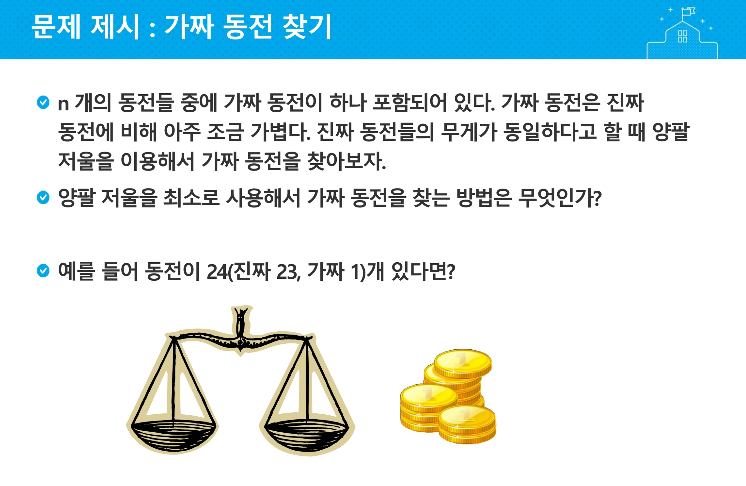 문제 제시 : 가짜 동전 찾기
n 개의 동전들 중에 가짜 동전이 하나 포함되어 있다. 가짜 동전은 진짜
동전에 비해 아주 조금 가볍다. 진짜 동전들의 무게가 동일하다고 할 때 양팔
저울을 이용해서 가짜 동전을 찾아보자.
양팔 저울을 최소로 사용해서 가짜 동전을 찾는 방법은 무엇인가?
예를 들어 동전이 24(진짜 23, 가짜 1)개 있다면?